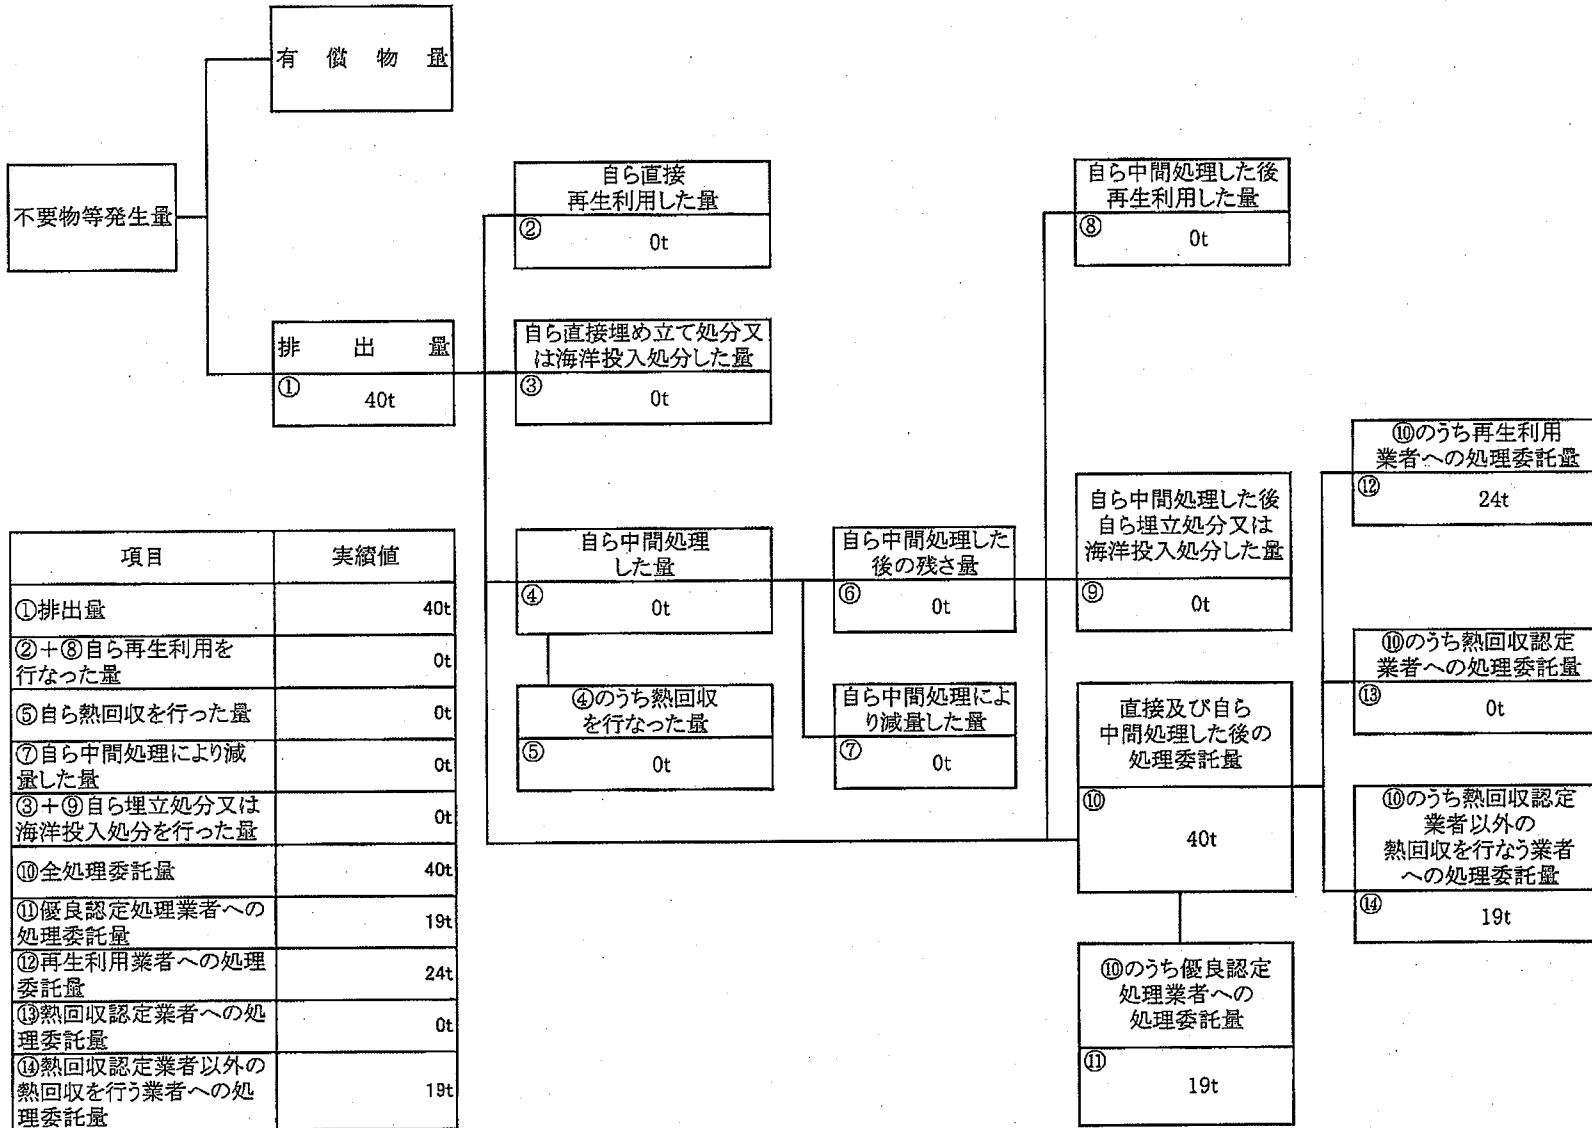 有償物量
不要物等発生量
排出量
① 40t
自ら直接
再生利用した量
② 0t
自ら直接埋め立て処分又
は海洋投入処分した量
③ 0t
自ら中間処理
した量
④ 0t
④のうち熱回収
を行なった量
⑤ 0t
自ら中間処理した
後の残さ量
⑥ 0t
自ら中間処理によ
り減量した量
⑦ 0t
自ら中間処理した後
再生利用した量
⑧ 0t
自ら中間処理した後
自ら埋立処分又は
海洋投入処分した量
⑨ 0t
直接及び自ら
中間処理した後の
処理委託量
⑩ 40t
⑩のうち優良認定
処理業者への
処理委託量
⑪ 19t
⑩のうち再生利用
業者への処理委託量
⑫ 24t
⑩のうち熱回収認定
業者への処理委託量
⑬ 0t
⑩のうち熱回収認定
業者以外の
熱回収を行なう業者
への処理委託量
⑭ 19t
項目 実績値
①排出量 40t
②+⑧自ら再生利用を
行なった量 0t
⑤自ら熱回収を行った量 0t
⑦自ら中間処理により減
量した量 0t
③+⑨自ら埋立処分又は
海洋投入処分を行った量 0t
⑩全処理委託量 40t
⑪優良認定処理業者への
処理委託量 19t
⑫再生利用業者への処理
委託量 24t
⑬熱回収認定業者への処
理委託量 0t
⑭熱回収認定業者以外の
熱回収を行う業者への処
理委託量 19t